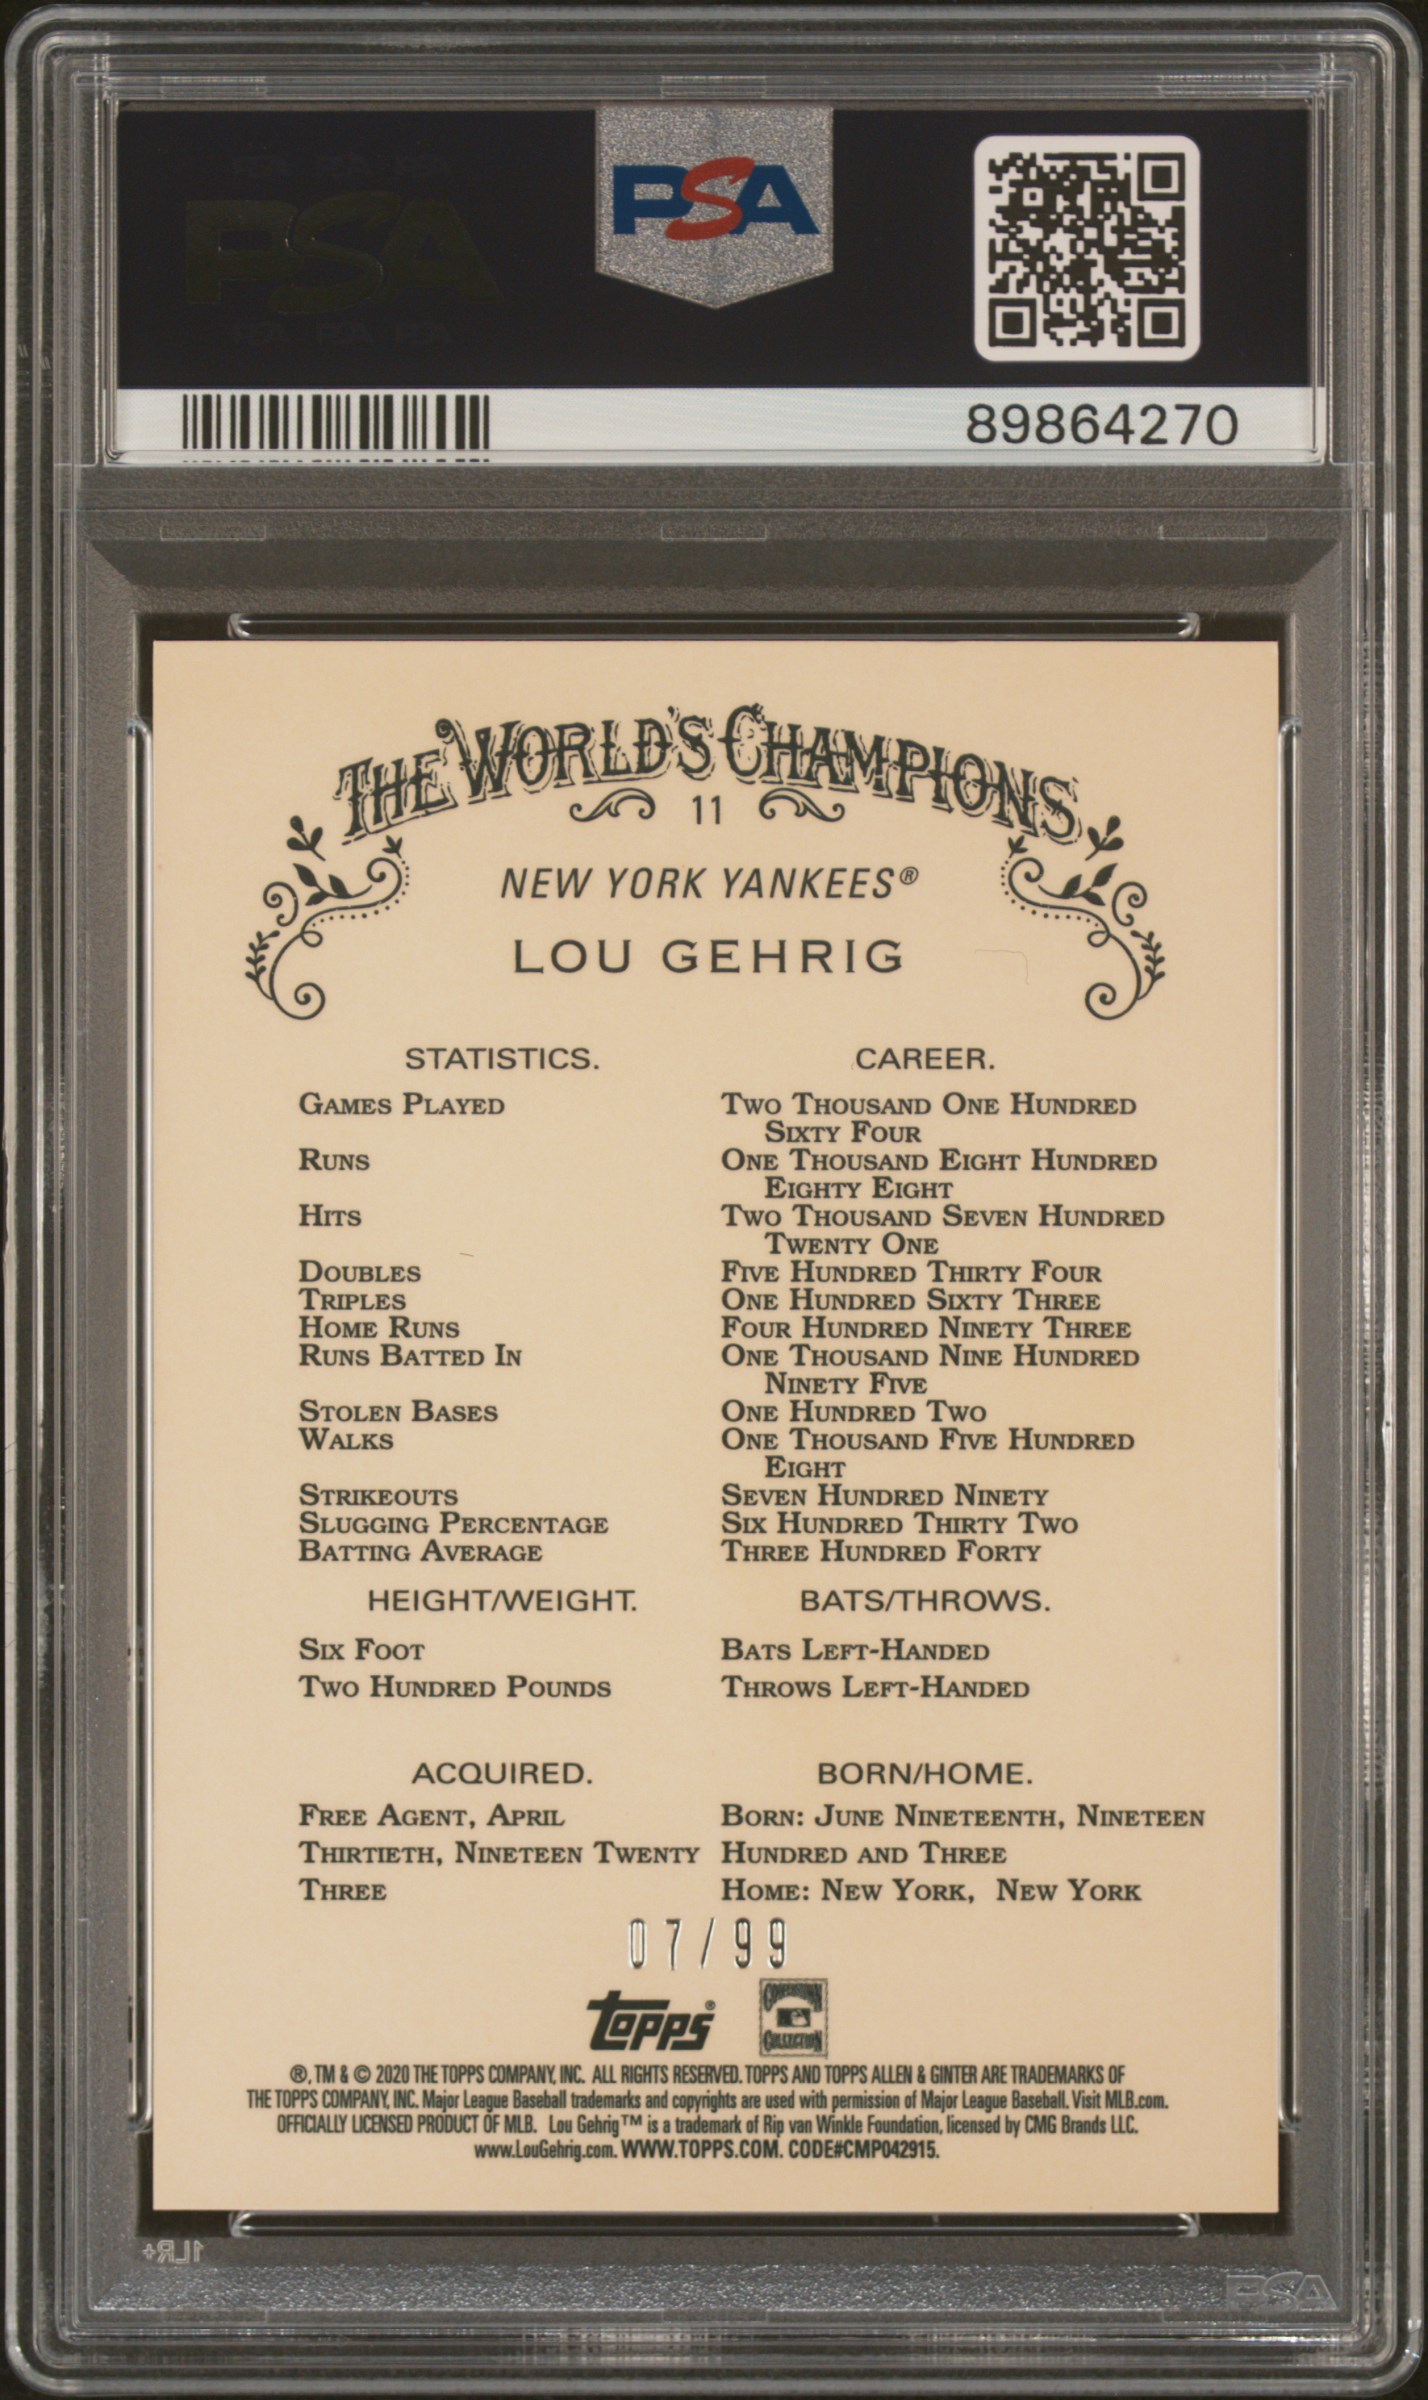 PSA
PSA
89864270
THE WORLD'S CHAMPIONS
11
NEW YORK YANKEES®
LOU GEHRIG
STATISTICS. CAREER.
GAMES PLAYED TWO THOUSAND ONE HUNDRED
SIXTY FOUR
RUNS ONE THOUSAND EIGHT HUNDRED
EIGHTY EIGHT
HITS TWO THOUSAND SEVEN HUNDRED
TWENTY ONE
DOUBLES FIVE HUNDRED THIRTY FOUR
TRIPLES ONE HUNDRED SIXTY THREE
HOME RUNS FOUR HUNDRED NINETY THREE
RUNS BATTED IN ONE THOUSAND NINE HUNDRED
NINETY FIVE
STOLEN BASES ONE HUNDRED TWO
WALKS ONE THOUSAND FIVE HUNDRED
EIGHT
STRIKEOUTS SEVEN HUNDRED NINETY
SLUGGING PERCENTAGE SIX HUNDRED THIRTY TWO
BATTING AVERAGE THREE HUNDRED FORTY
HEIGHT/WEIGHT. BATS/THROWS.
SIX FOOT BATS LEFT-HANDED
TWO HUNDRED POUNDS THROWS LEFT-HANDED
ACQUIRED. BORN/HOME.
FREE AGENT, APRIL BORN: JUNE NINETEENTH, NINETEEN
THIRTIETH, NINETEEN TWENTY HUNDRED AND THREE
THREE HOME: NEW YORK, NEW YORK
07/99
topps® COOPERSTOWN COLLECTION
®, TM & © 2020 THE TOPPS COMPANY, INC. ALL RIGHTS RESERVED. TOPPS AND TOPPS ALLEN & GINTER ARE TRADEMARKS OF
THE TOPPS COMPANY, INC. Major League Baseball trademarks and copyrights are used with permission of Major League Baseball. Visit MLB.com.
OFFICIALLY LICENSED PRODUCT OF MLB. Lou Gehrig™ is a trademark of Rip van Winkle Foundation, licensed by CMG Brands LLC.
www.LouGehrig.com. WWW.TOPPS.COM. CODE#CMP042915.
1LR+
PSA